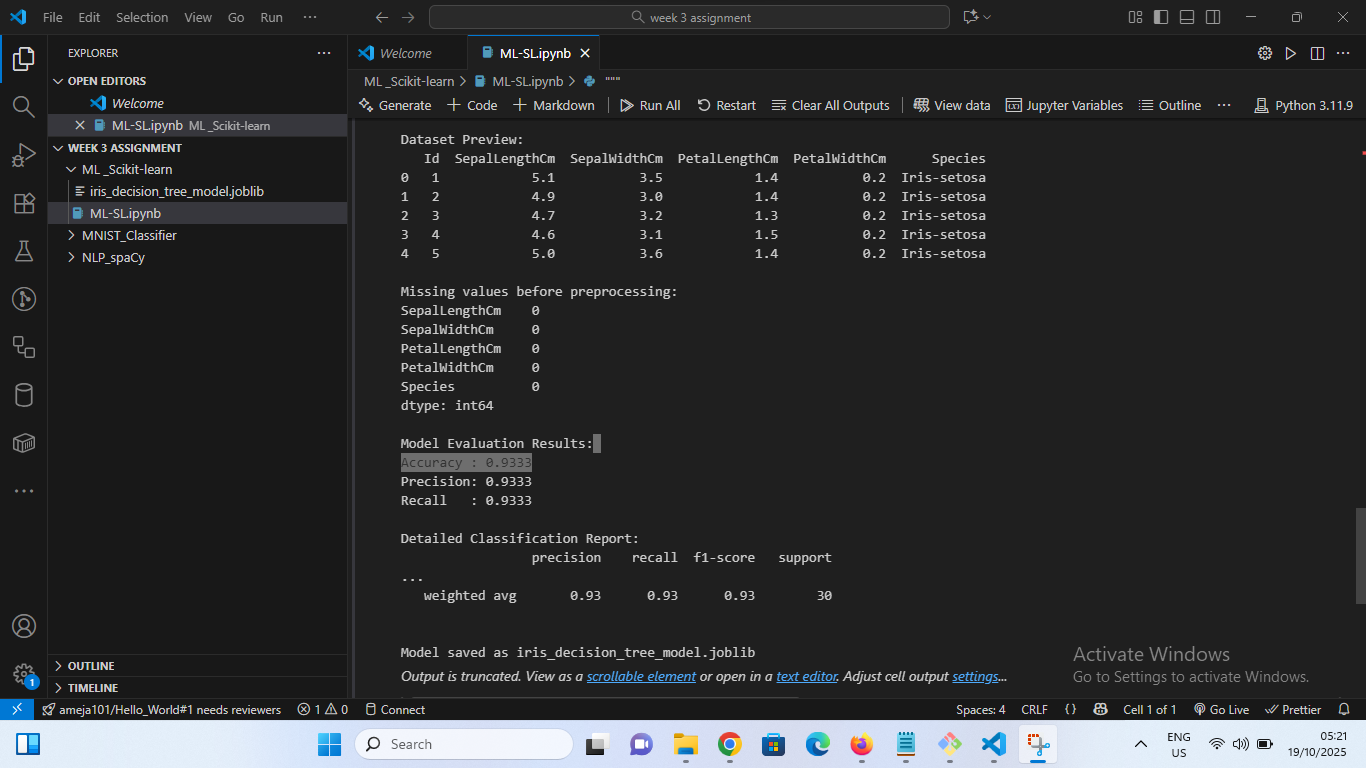 File Edit Selection View Go Run ···
week 3 assignment
EXPLORER ···
OPEN EDITORS
Welcome
ML-SL.ipynb ML _Scikit-learn
WEEK 3 ASSIGNMENT
ML _Scikit-learn
iris_decision_tree_model.joblib
ML-SL.ipynb
MNIST_Classifier
NLP_spaCy
OUTLINE
TIMELINE
Welcome ML-SL.ipynb
ML _Scikit-learn > ML-SL.ipynb > """
Generate + Code + Markdown Run All Restart Clear All Outputs View data Jupyter Variables Outline ··· Python 3.11.9
Dataset Preview:
Id SepalLengthCm SepalWidthCm PetalLengthCm PetalWidthCm Species
0 1 5.1 3.5 1.4 0.2 Iris-setosa
1 2 4.9 3.0 1.4 0.2 Iris-setosa
2 3 4.7 3.2 1.3 0.2 Iris-setosa
3 4 4.6 3.1 1.5 0.2 Iris-setosa
4 5 5.0 3.6 1.4 0.2 Iris-setosa
Missing values before preprocessing:
SepalLengthCm 0
SepalWidthCm 0
PetalLengthCm 0
PetalWidthCm 0
Species 0
dtype: int64
Model Evaluation Results:
Accuracy : 0.9333
Precision: 0.9333
Recall : 0.9333
Detailed Classification Report:
precision recall f1-score support
...
weighted avg 0.93 0.93 0.93 30
Model saved as iris_decision_tree_model.joblib
Output is truncated. View as a scrollable element or open in a text editor. Adjust cell output settings...
Activate Windows
Go to Settings to activate Windows.
1
ameja101/Hello_World#1 needs reviewers 1 0 Connect Spaces: 4 CRLF {} Cell 1 of 1 Go Live Prettier
Search
ENG
US
05:21
19/10/2025